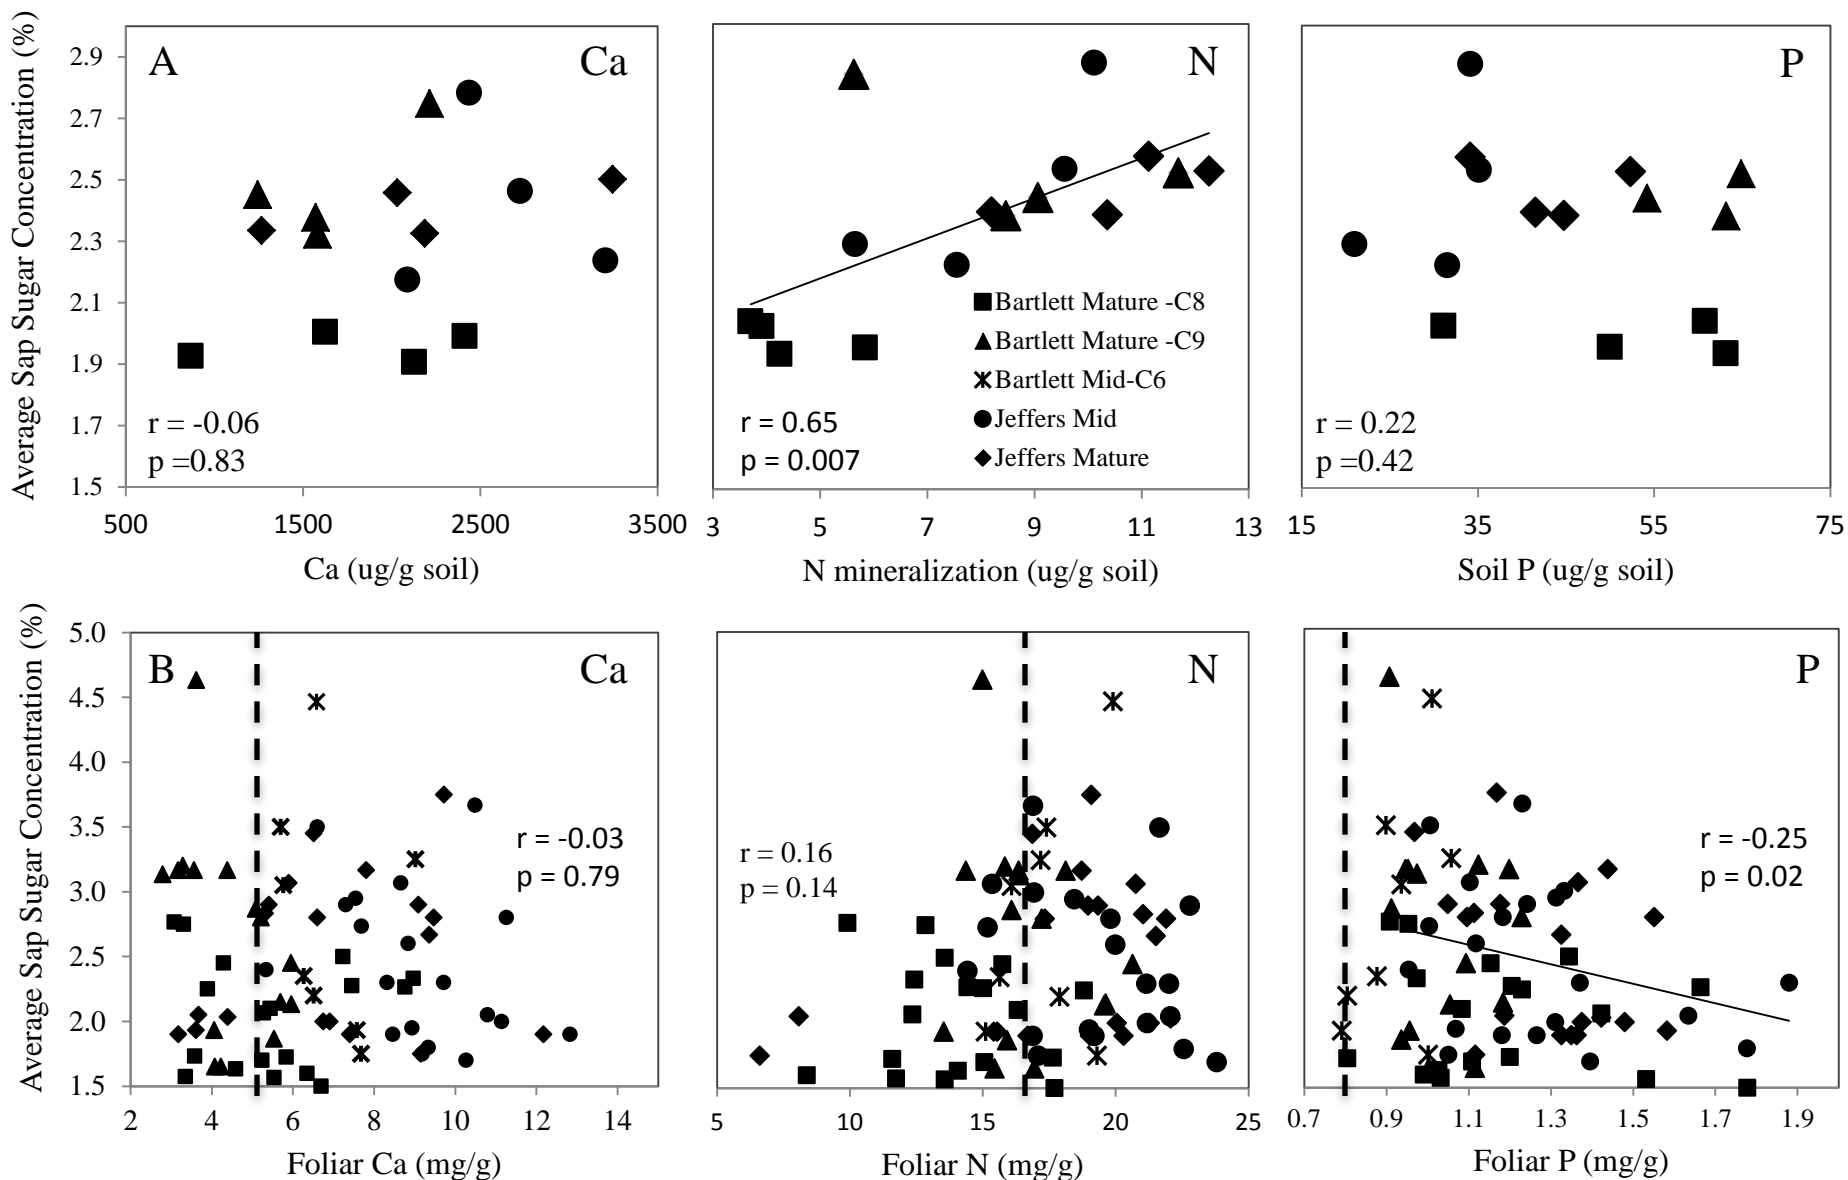 Average Sap Sugar Concentration (%)
2.9
2.7
2.5
2.3
2.1
1.9
1.7
1.5
A
Ca
r = -0.06
p =0.83
500
1500
2500
3500
Ca (ug/g soil)
N
Bartlett Mature -C8
Bartlett Mature -C9
Bartlett Mid-C6
Jeffers Mid
Jeffers Mature
r = 0.65
p = 0.007
3
5
7
9
11
13
N mineralization (ug/g soil)
P
r = 0.22
p =0.42
15
35
55
75
Soil P (ug/g soil)
Average Sap Sugar Concentration (%)
5.0
4.5
4.0
3.5
3.0
2.5
2.0
1.5
B
Ca
r = -0.03
p = 0.79
2
4
6
8
10
12
14
Foliar Ca (mg/g)
N
r = 0.16
p = 0.14
5
10
15
20
25
Foliar N (mg/g)
P
r = -0.25
p = 0.02
0.7
0.9
1.1
1.3
1.5
1.7
1.9
Foliar P (mg/g)